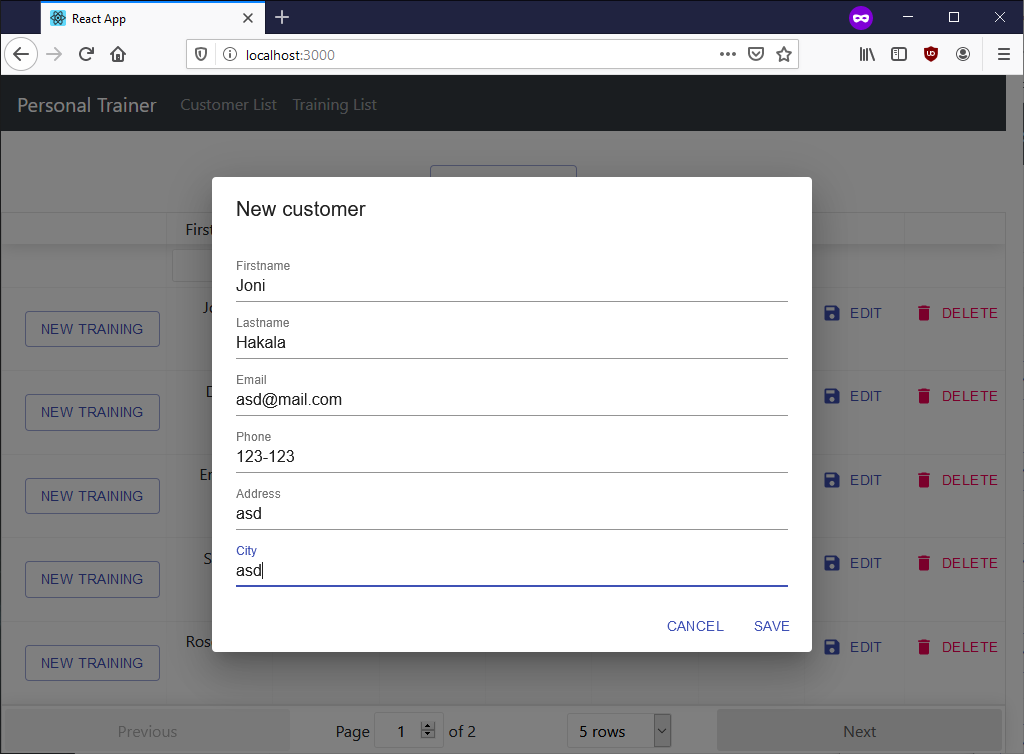 React App
localhost:3000
Personal Trainer Customer List Training List
New customer
First
Firstname
Joni
Lastname
Hakala
Email
asd@mail.com
Phone
123-123
Address
asd
City
asd
CANCEL SAVE
NEW TRAINING EDIT DELETE
NEW TRAINING EDIT DELETE
NEW TRAINING EDIT DELETE
NEW TRAINING EDIT DELETE
Rose
NEW TRAINING EDIT DELETE
Previous Page 1 of 2 5 rows Next